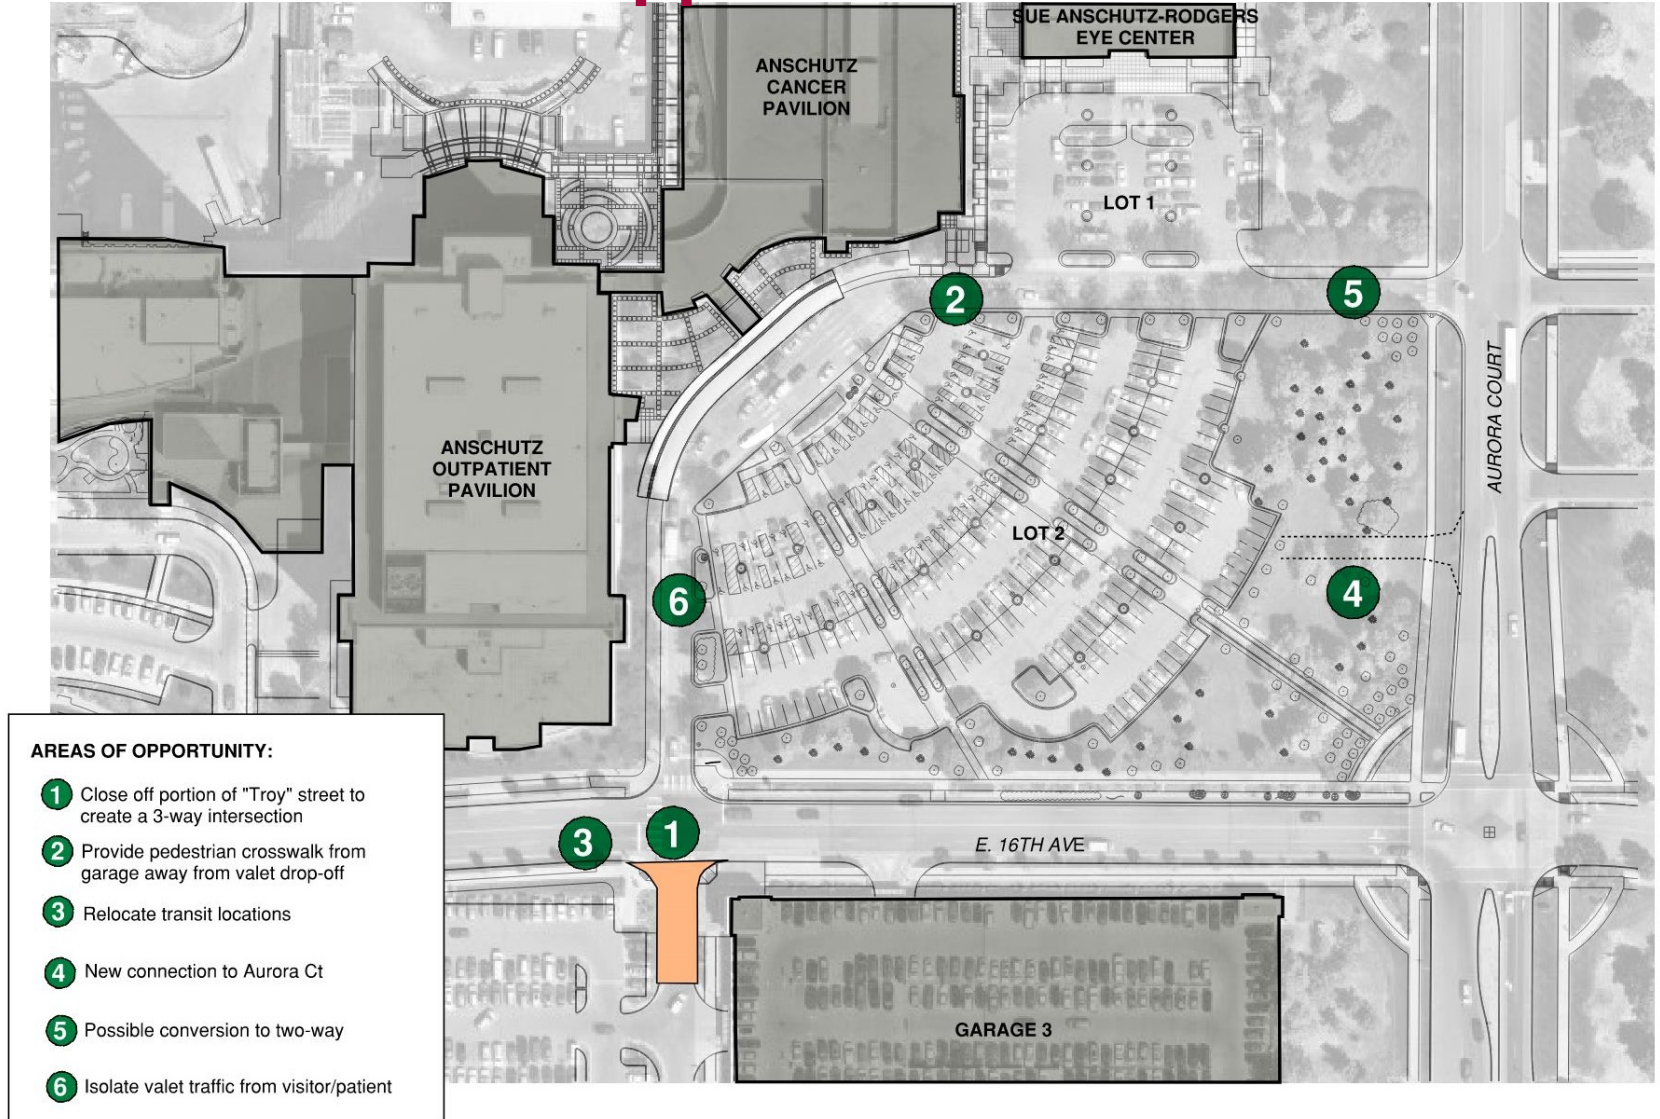 SUE ANSCHUTZ-RODGERS
EYE CENTER
ANSCHUTZ
CANCER
PAVILION
LOT 1
2
5
AURORA COURT
ANSCHUTZ
OUTPATIENT
PAVILION
LOT 2
6
4
3
1
E. 16TH AVE
GARAGE 3
AREAS OF OPPORTUNITY:
1 Close off portion of "Troy" street to
create a 3-way intersection
2 Provide pedestrian crosswalk from
garage away from valet drop-off
3 Relocate transit locations
4 New connection to Aurora Ct
5 Possible conversion to two-way
6 Isolate valet traffic from visitor/patient